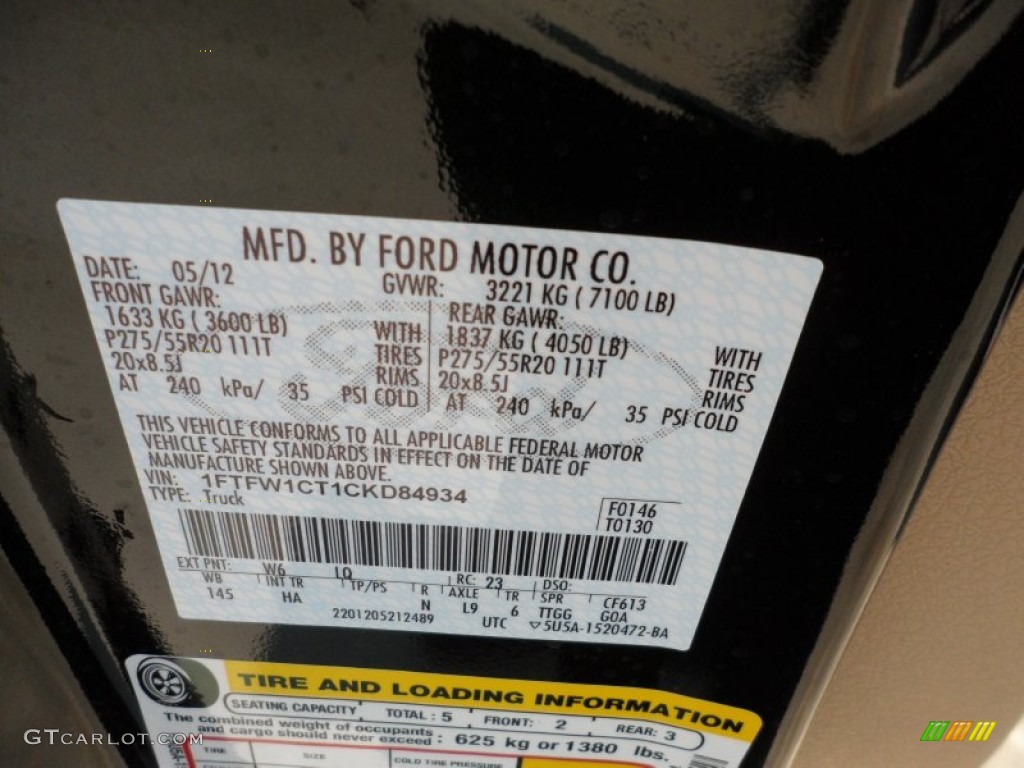 MFD. BY FORD MOTOR CO.
DATE: 05/12 GVWR: 3221 KG ( 7100 LB)
FRONT GAWR: REAR GAWR:
1633 KG ( 3600 LB) WITH 1837 KG ( 4050 LB) WITH
P275/55R20 111T TIRES P275/55R20 111T TIRES
20x8.5J RIMS 20x8.5J RIMS
AT 240 kPa/ 35 PSI COLD AT 240 kPa/ 35 PSI COLD
THIS VEHICLE CONFORMS TO ALL APPLICABLE FEDERAL MOTOR
VEHICLE SAFETY STANDARDS IN EFFECT ON THE DATE OF
MANUFACTURE SHOWN ABOVE.
VIN: 1FTFW1CT1CKD84934
TYPE: Truck
F0146
T0130
EXT PNT: W6 LQ RC: 23 DSO:
WB INT TR TP/PS R AXLE TR SPR CF613
145 HA N L9 6 TTGG GOA
2201205212489 UTC ▽5U5A-1520472-BA
TIRE AND LOADING INFORMATION
SEATING CAPACITY TOTAL : 5 FRONT: 2 REAR: 3
The combined weight of occupants
and cargo should never exceed : 625 kg or 1380 lbs.
TIRE SIZE COLD TIRE PRESSURE
GTCarlot.com